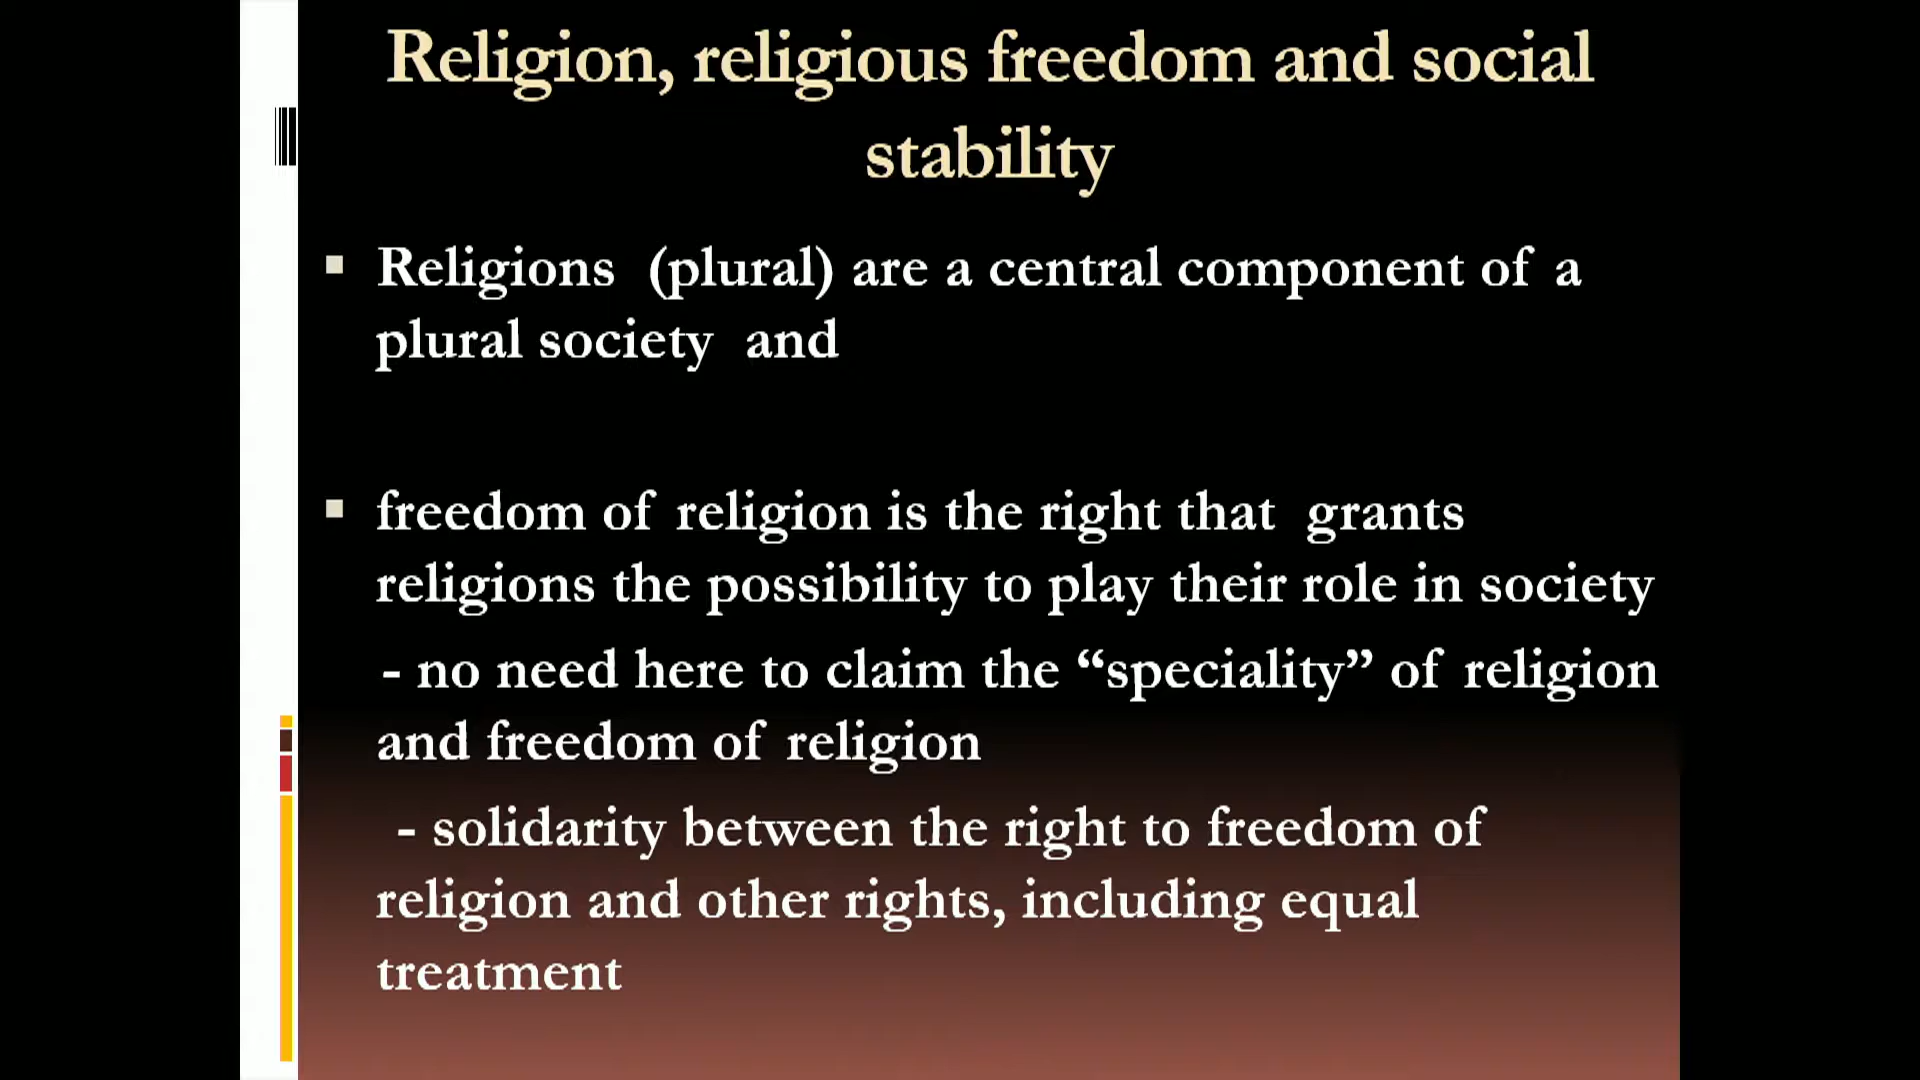 Religion, religious freedom and social
stability
▪ Religions (plural) are a central component of a
plural society and
▪ freedom of religion is the right that grants
religions the possibility to play their role in society
- no need here to claim the “speciality” of religion
and freedom of religion
- solidarity between the right to freedom of
religion and other rights, including equal
treatment